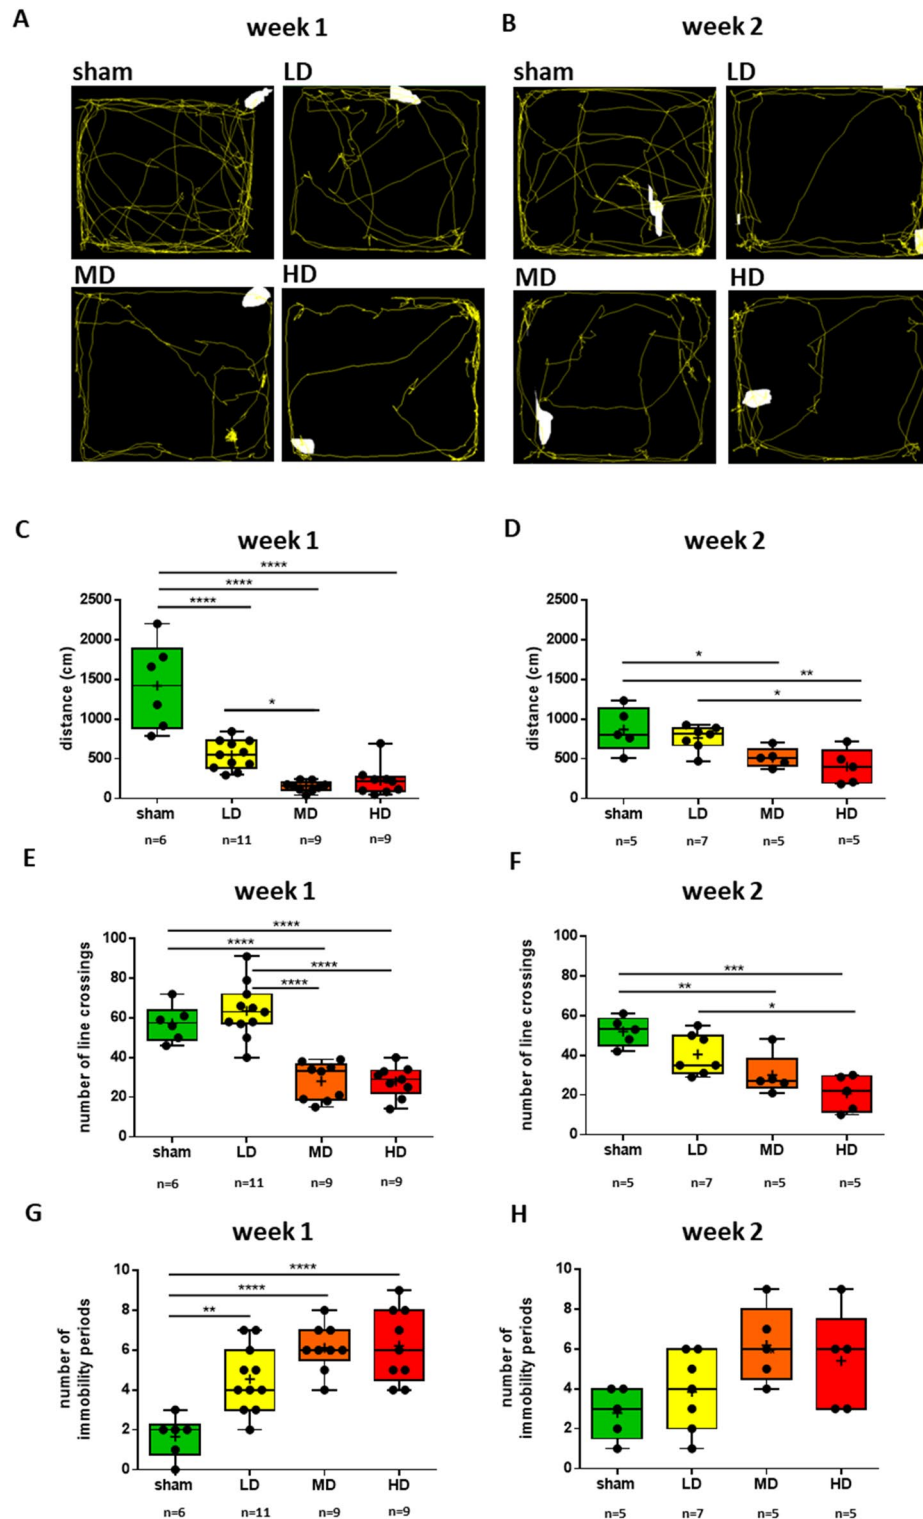 A
week 1
B
week 2
sham
LD
sham
LD
MD
HD
MD
HD
C
week 1
D
week 2
****
****
****
*
distance (cm)
2500
2000
1500
1000
500
0
sham
LD
MD
HD
n=6
n=11
n=9
n=9
*
**
*
distance (cm)
2500
2000
1500
1000
500
0
sham
LD
MD
HD
n=5
n=7
n=5
n=5
E
week 1
F
week 2
****
****
****
****
number of line crossings
100
80
60
40
20
0
sham
LD
MD
HD
n=6
n=11
n=9
n=9
***
**
*
number of line crossings
100
80
60
40
20
0
sham
LD
MD
HD
n=5
n=7
n=5
n=5
G
week 1
H
week 2
****
****
**
number of
immobility periods
10
8
6
4
2
0
sham
LD
MD
HD
n=6
n=11
n=9
n=9
number of
immobility periods
10
8
6
4
2
0
sham
LD
MD
HD
n=5
n=7
n=5
n=5